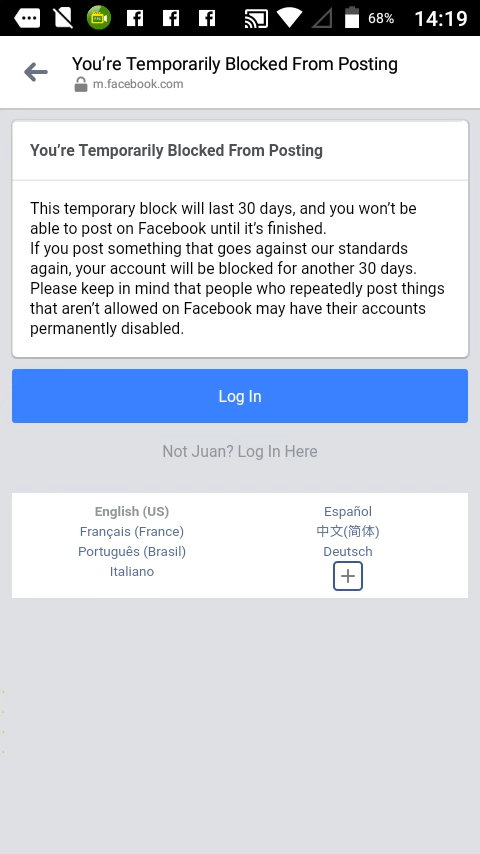 68% 14:19
You're Temporarily Blocked From Posting
m.facebook.com
You're Temporarily Blocked From Posting
This temporary block will last 30 days, and you won't be
able to post on Facebook until it's finished.
If you post something that goes against our standards
again, your account will be blocked for another 30 days.
Please keep in mind that people who repeatedly post things
that aren't allowed on Facebook may have their accounts
permanently disabled.
Log In
Not Juan? Log In Here
English (US)
Español
Français (France)
中文(简体)
Português (Brasil)
Deutsch
Italiano